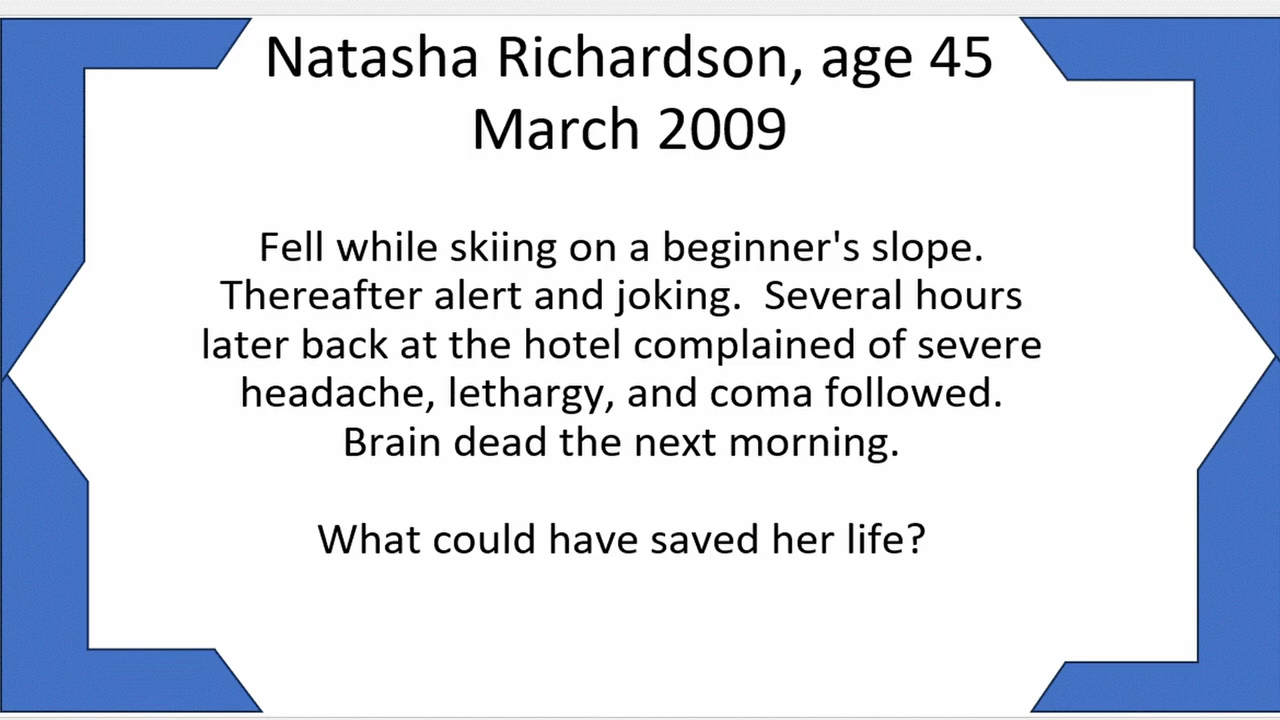 Natasha Richardson, age 45
March 2009
Fell while skiing on a beginner's slope.
Thereafter alert and joking.  Several hours
later back at the hotel complained of severe
headache, lethargy, and coma followed.
Brain dead the next morning.
What could have saved her life?